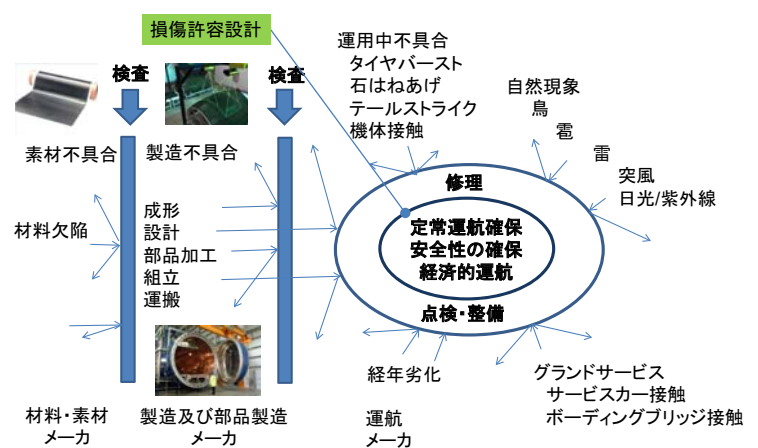 損傷許容設計
検査
検査
素材不具合
製造不具合
材料欠陥
成形
設計
部品加工
組立
運搬
材料・素材
メーカ
製造及び部品製造
メーカ
運用中不具合
タイヤバースト
石はねあげ
テールストライク
機体接触
自然現象
鳥
雹
雷
突風
日光/紫外線
修理
定常運航確保
安全性の確保
経済的運航
点検・整備
経年劣化
運航
メーカ
グランドサービス
サービスカー接触
ボーディングブリッジ接触